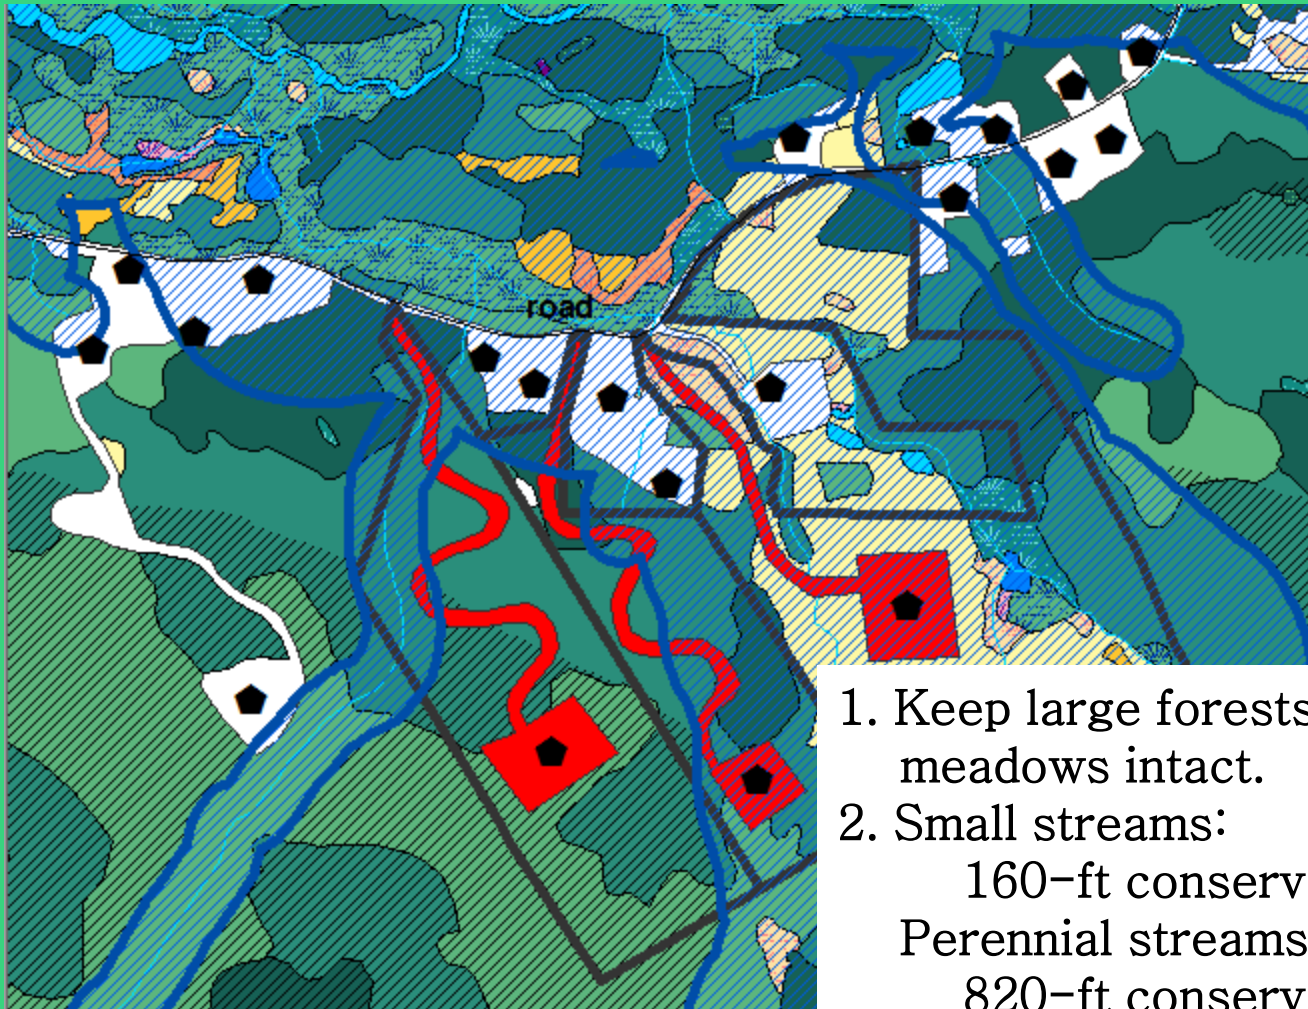 road
1. Keep large forests
meadows intact.
2. Small streams:
160-ft conserv
Perennial streams
820-ft conserv